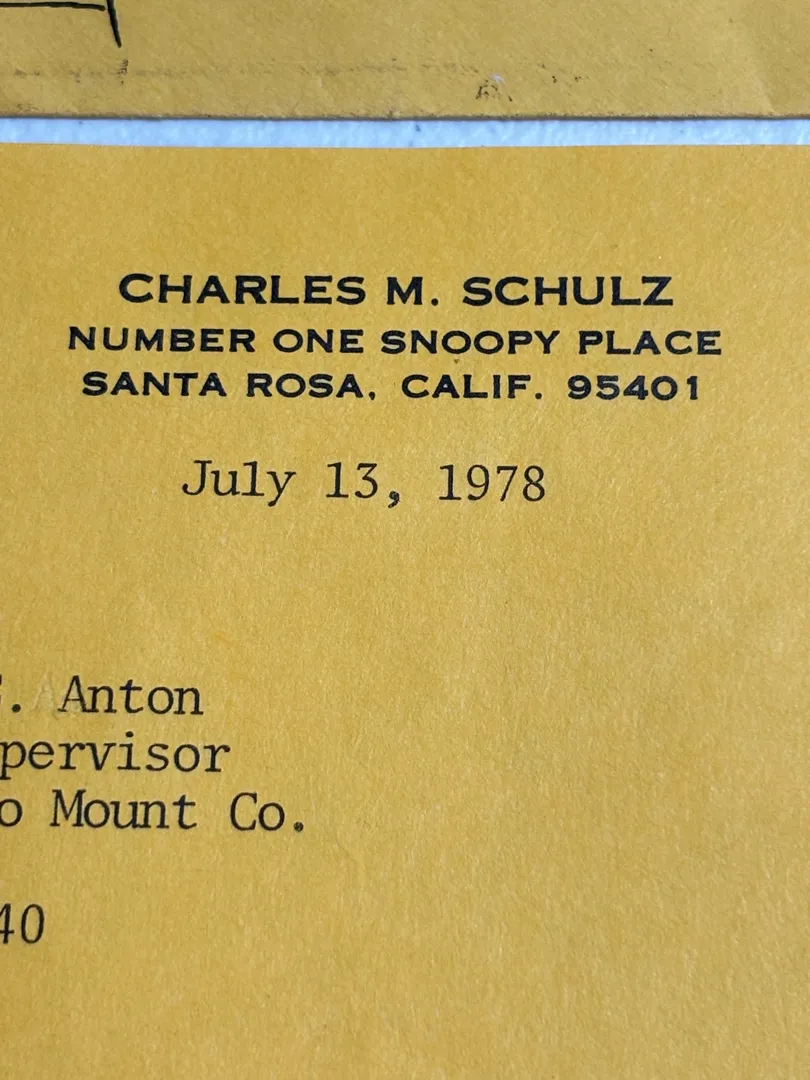 CHARLES M. SCHULZ
NUMBER ONE SNOOPY PLACE
SANTA ROSA, CALIF. 95401
July 13, 1978
. Anton
pervisor
o Mount Co.
40